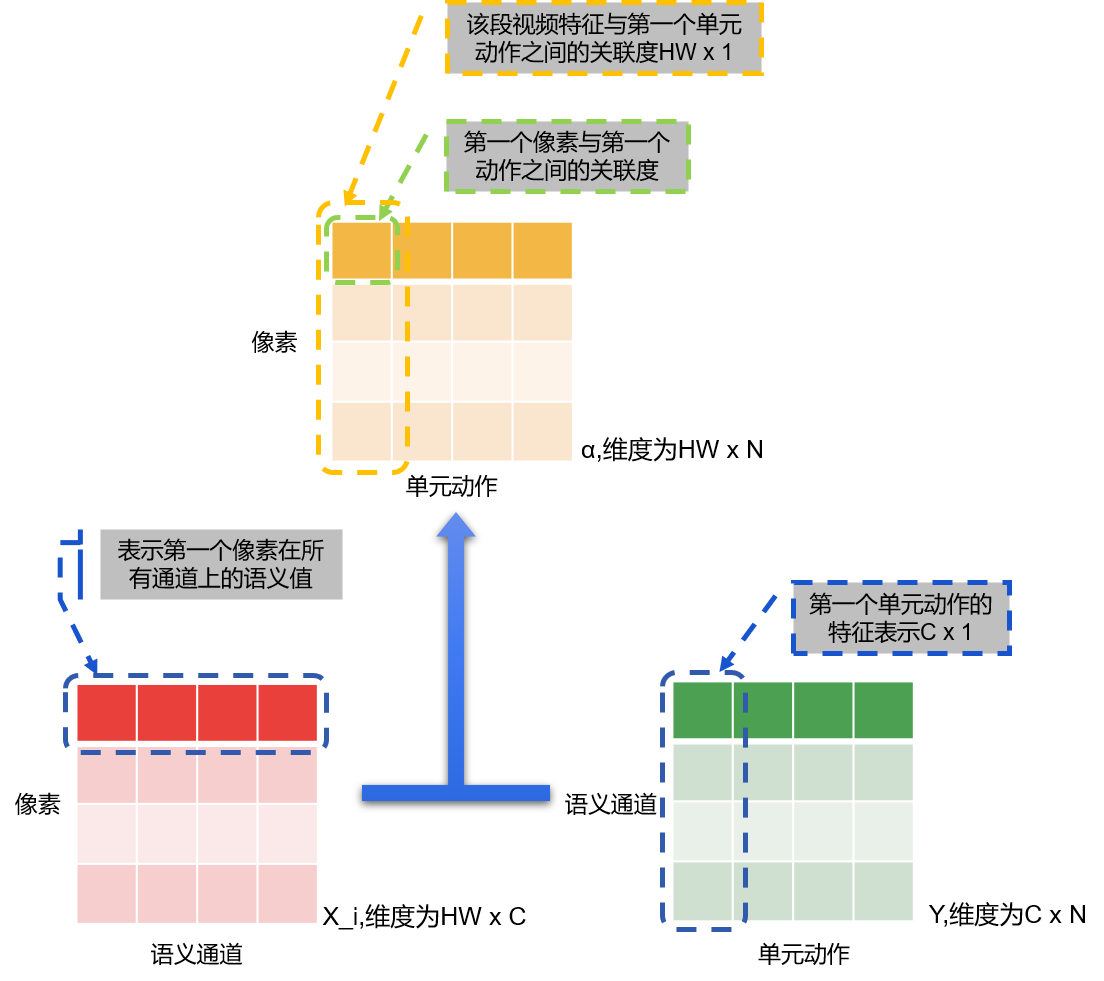 该段视频特征与第一个单元
动作之间的关联度HW x 1
第一个像素与第一个
动作之间的关联度
像素
α,维度为HW x N
单元动作
表示第一个像素在所
有通道上的语义值
第一个单元动作的
特征表示C x 1
像素
语义通道
X_i,维度为HW x C
Y,维度为C x N
语义通道
单元动作